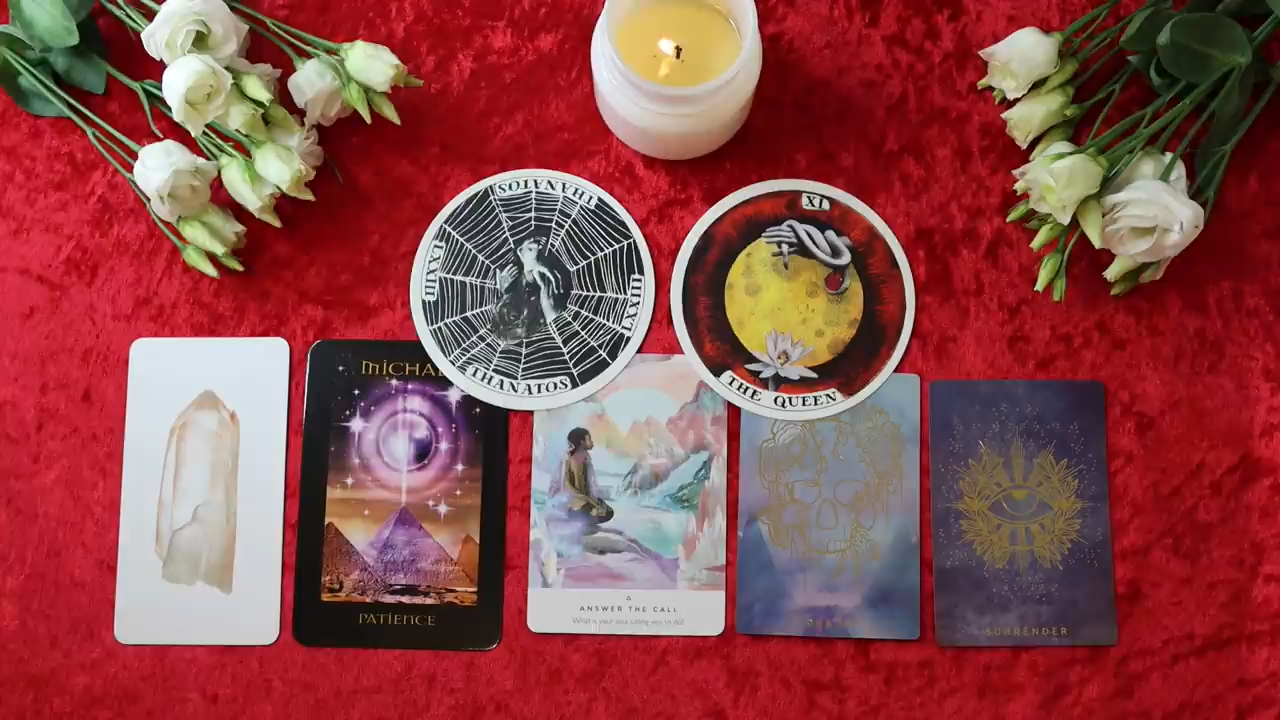 THANATOS
LXXIII
LXXIII
THANATOS
XI
THE QUEEN
MICHA
PATIENCE
ANSWER THE CALL
What is your soul calling you to do?
SURRENDER